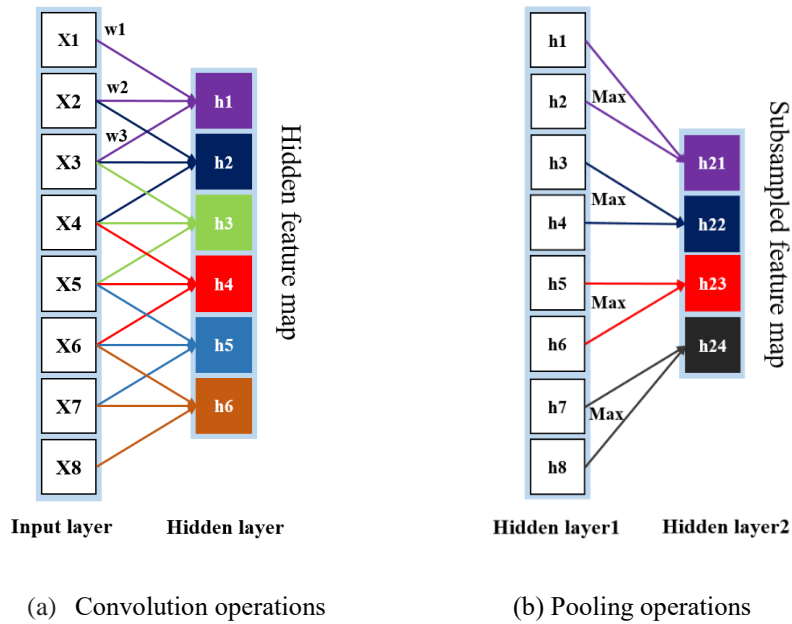 X1
w1
X2
w2
X3
w3
X4
X5
X6
X7
X8
h1
h2
h3
h4
h5
h6
Hidden feature map
Input layer
Hidden layer
(a) Convolution operations
h1
h2
h3
h4
h5
h6
h7
h8
Max
Max
Max
Max
h21
h22
h23
h24
Subsampled feature map
Hidden layer1
Hidden layer2
(b) Pooling operations